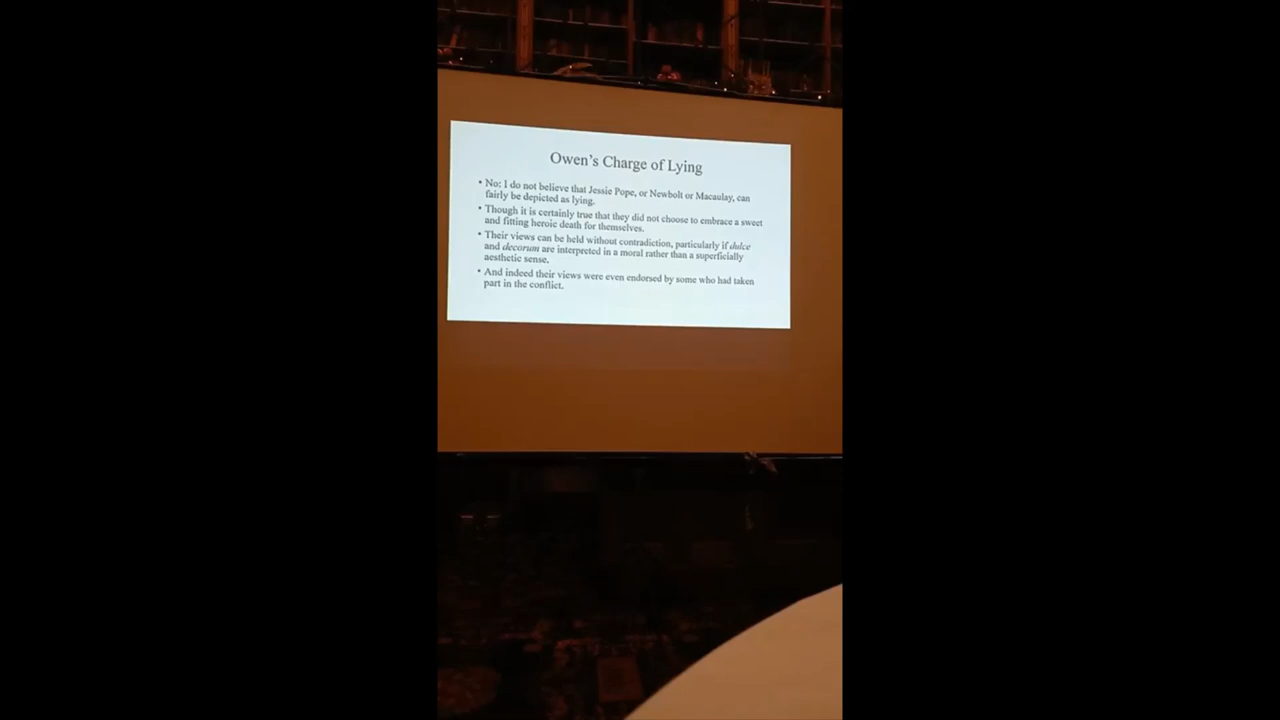 Owen's Charge of Lying
• No: I do not believe that Jessie Pope, or Newbolt or Macaulay, can
fairly be depicted as lying.
• Though it is certainly true that they did not choose to embrace a sweet
and fitting heroic death for themselves.
• Their views can be held without contradiction, particularly if dulce
and decorum are interpreted in a moral rather than a superficially
aesthetic sense.
• And indeed their views were even endorsed by some who had taken
part in the conflict.